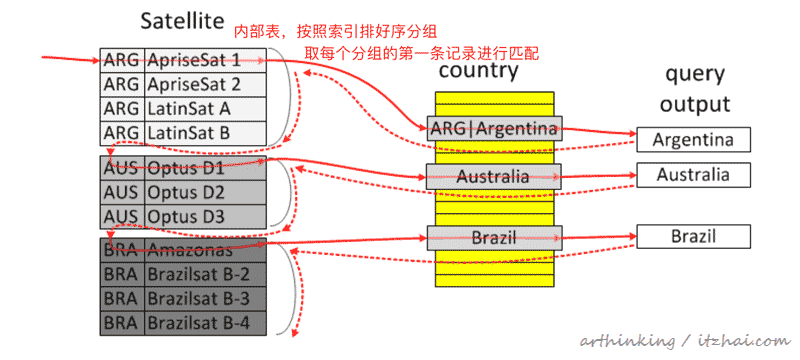 Satellite
内部表，按照索引排好序分组
取每个分组的第一条记录进行匹配
country
query
output
ARG ApriseSat 1
ARG ApriseSat 2
ARG LatinSat A
ARG LatinSat B
AUS Optus D1
AUS Optus D2
AUS Optus D3
BRA Amazonas
BRA Brazilsat B-2
BRA Brazilsat B-3
BRA Brazilsat B-4
ARG|Argentina
Australia
Brazil
Argentina
Australia
Brazil
arthinking / itzhai.com